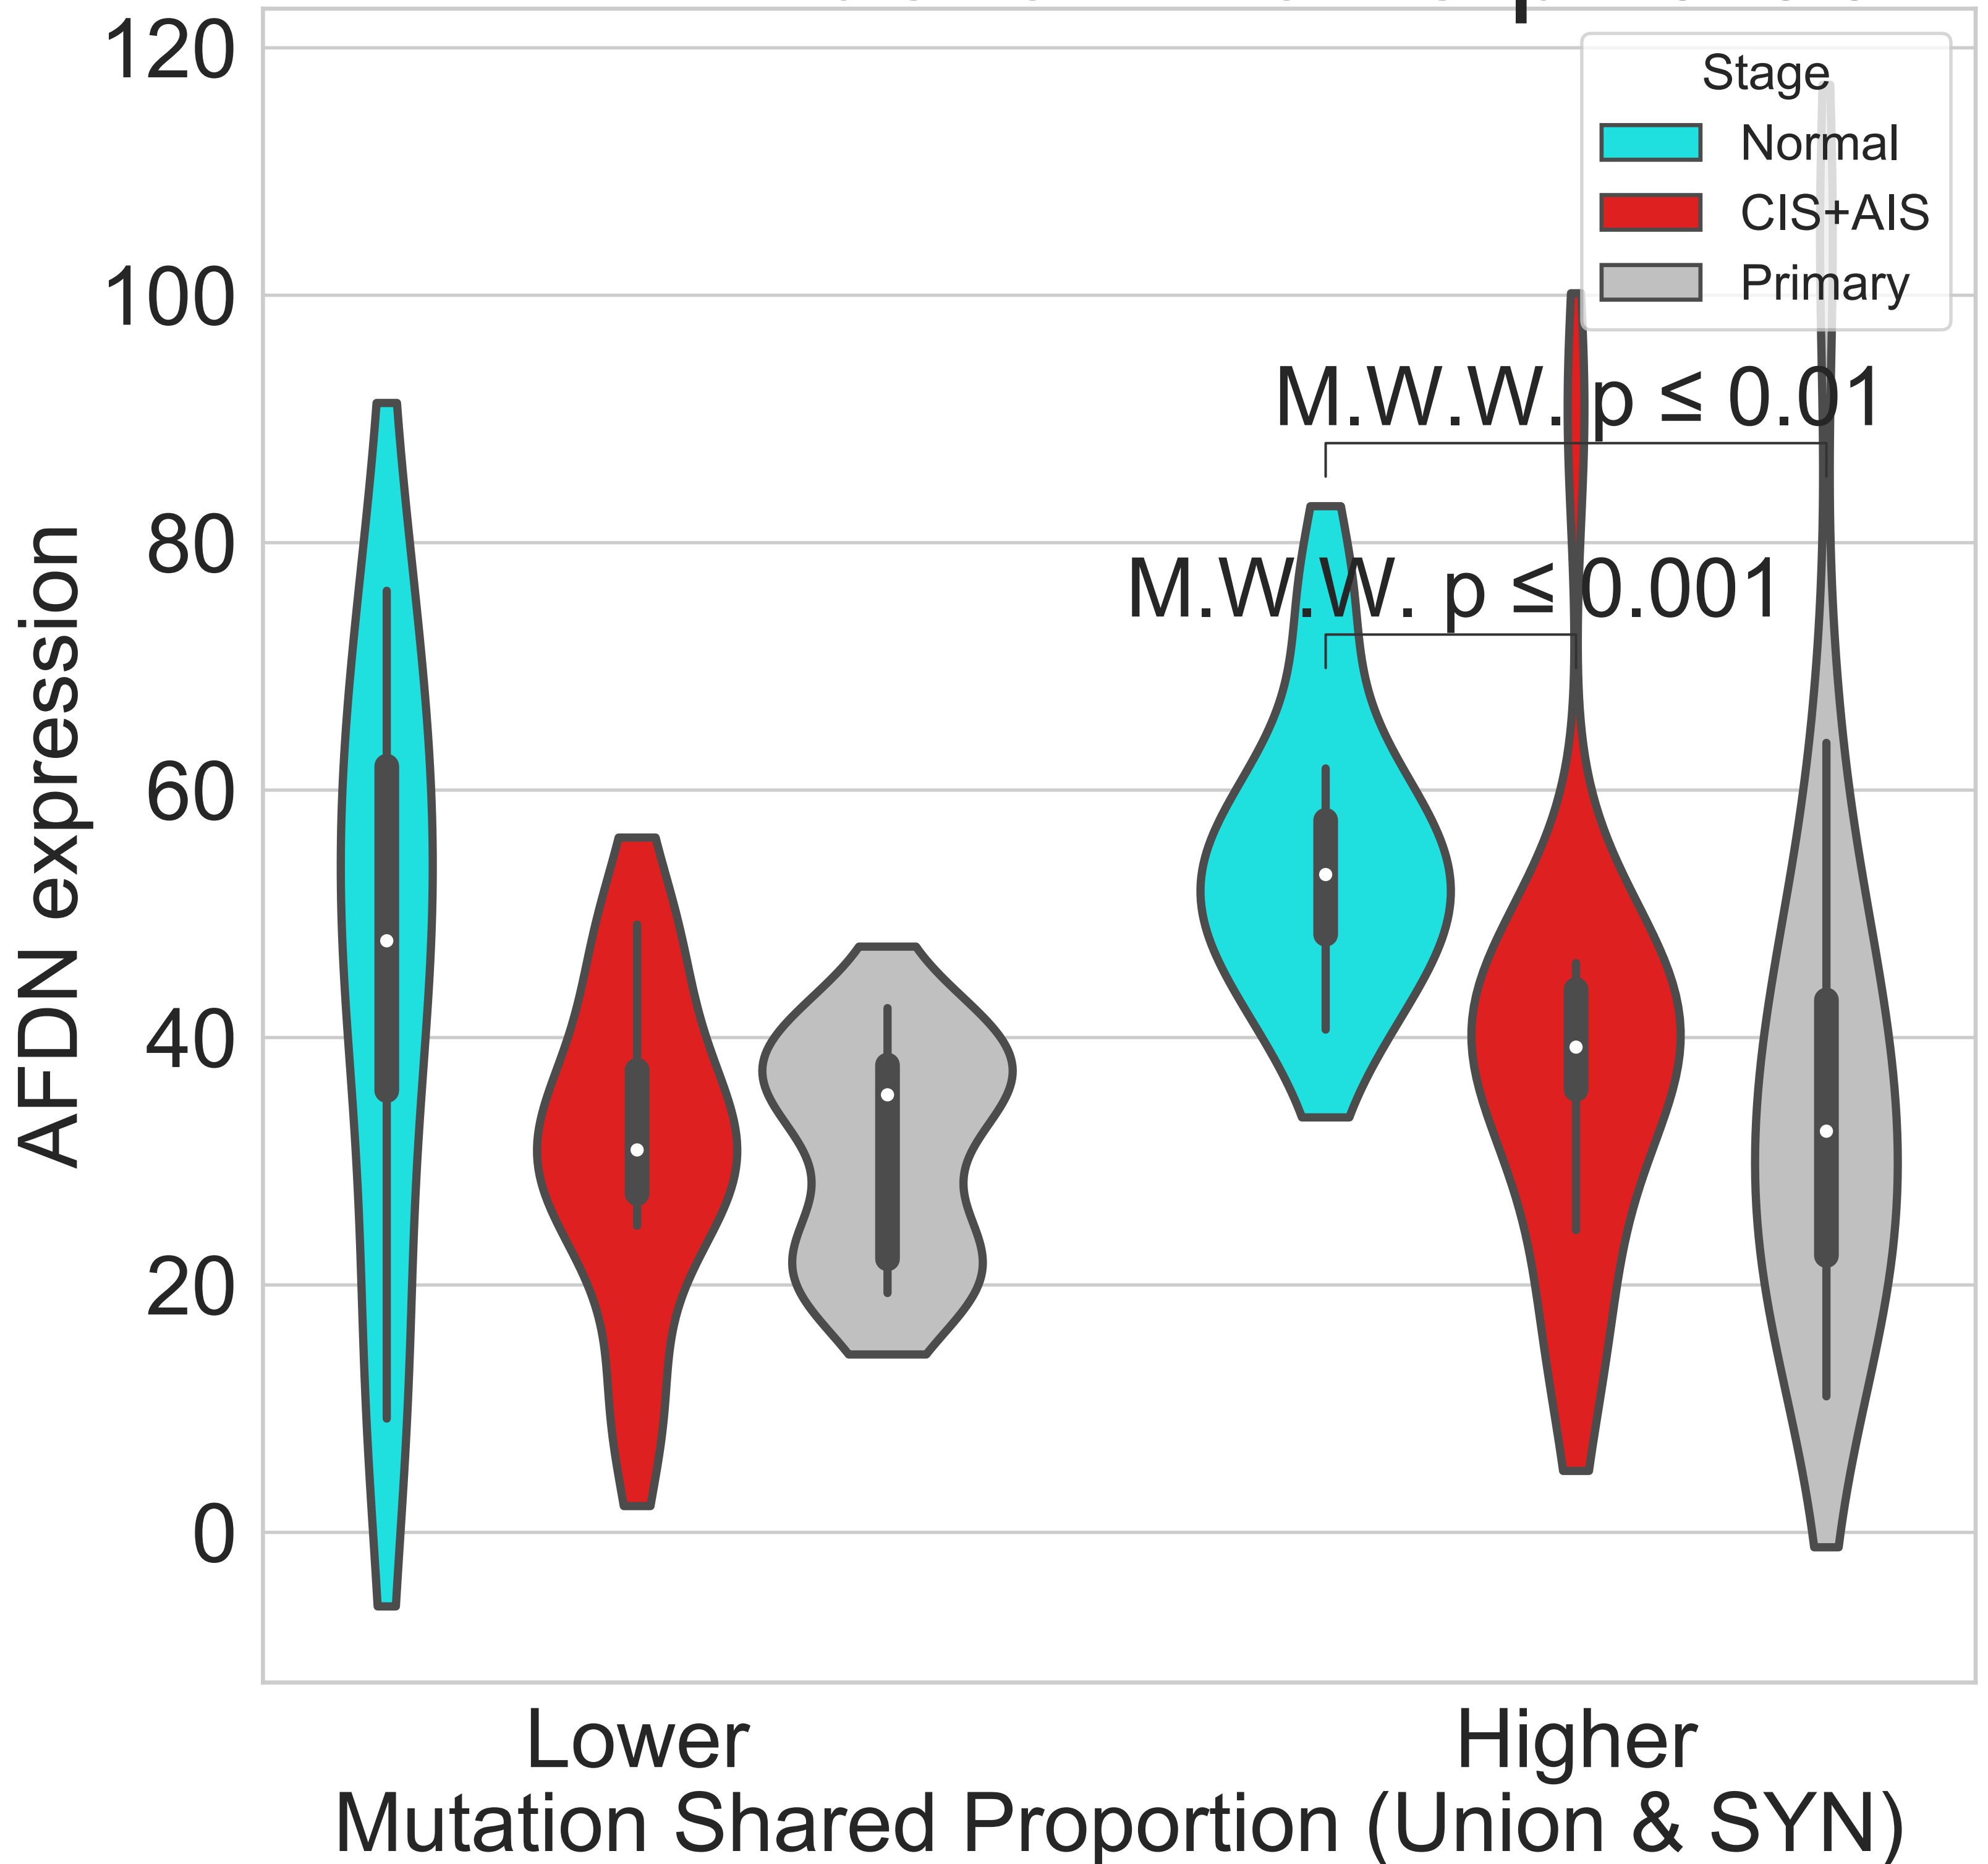 120
100
80
60
40
20
0
AFDN expression
Stage
Normal
CIS+AIS
Primary
M.W.W. p ≤ 0.01
M.W.W. p ≤ 0.001
Lower
Higher
Mutation Shared Proportion (Union & SYN)